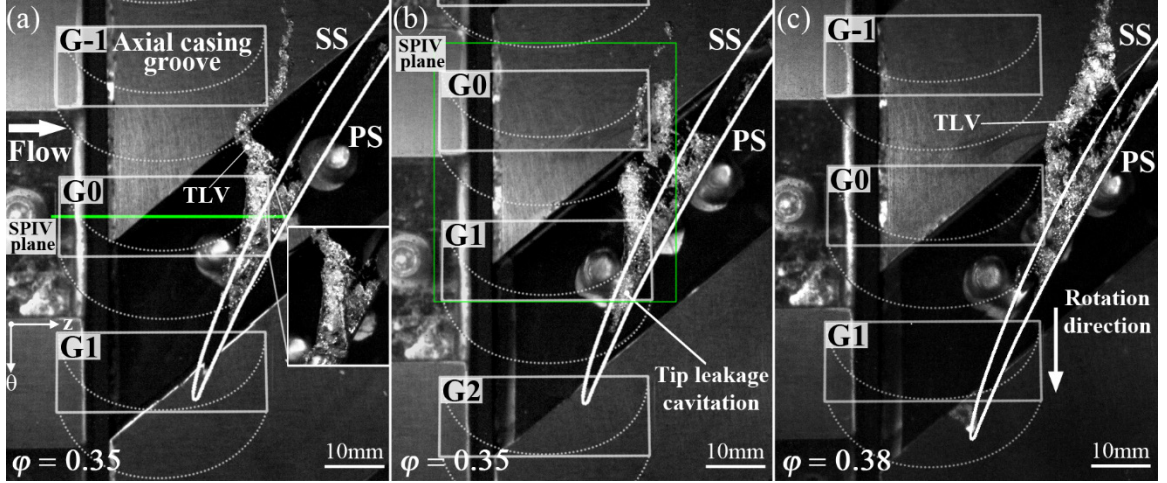 (a)
G-1 Axial casing
groove
SS
PS
Flow
TLV
G0
SPIV
plane
z
θ
G1
φ = 0.35
10mm
(b)
SPIV
plane
SS
G0
PS
G1
Tip leakage
cavitation
G2
φ = 0.35
10mm
(c)
G-1
SS
TLV
PS
G0
Rotation
direction
G1
φ = 0.38
10mm